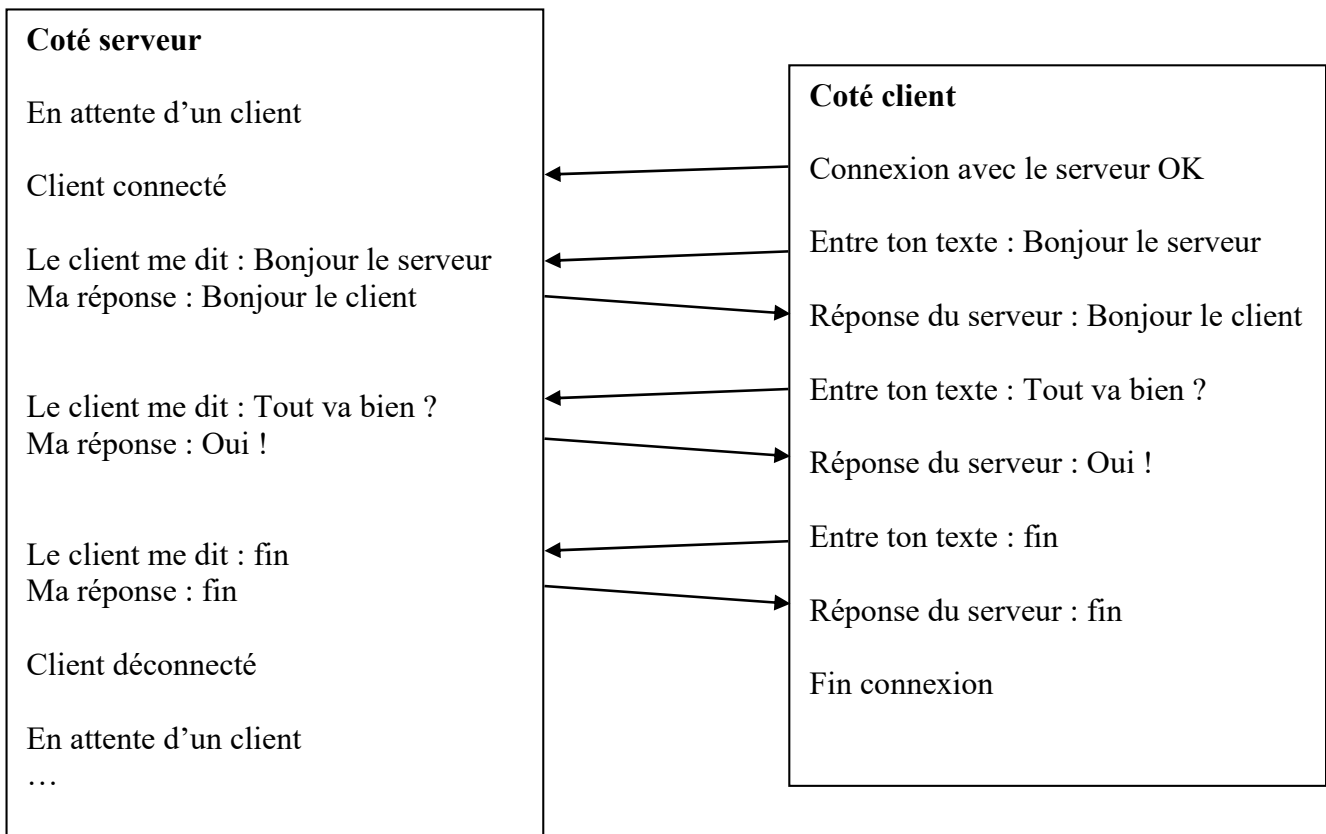 Coté serveur
En attente d’un client
Client connecté
Le client me dit : Bonjour le serveur
Ma réponse : Bonjour le client
Le client me dit : Tout va bien ?
Ma réponse : Oui !
Le client me dit : fin
Ma réponse : fin
Client déconnecté
En attente d’un client
…
Coté client
Connexion avec le serveur OK
Entre ton texte : Bonjour le serveur
Réponse du serveur : Bonjour le client
Entre ton texte : Tout va bien ?
Réponse du serveur : Oui !
Entre ton texte : fin
Réponse du serveur : fin
Fin connexion